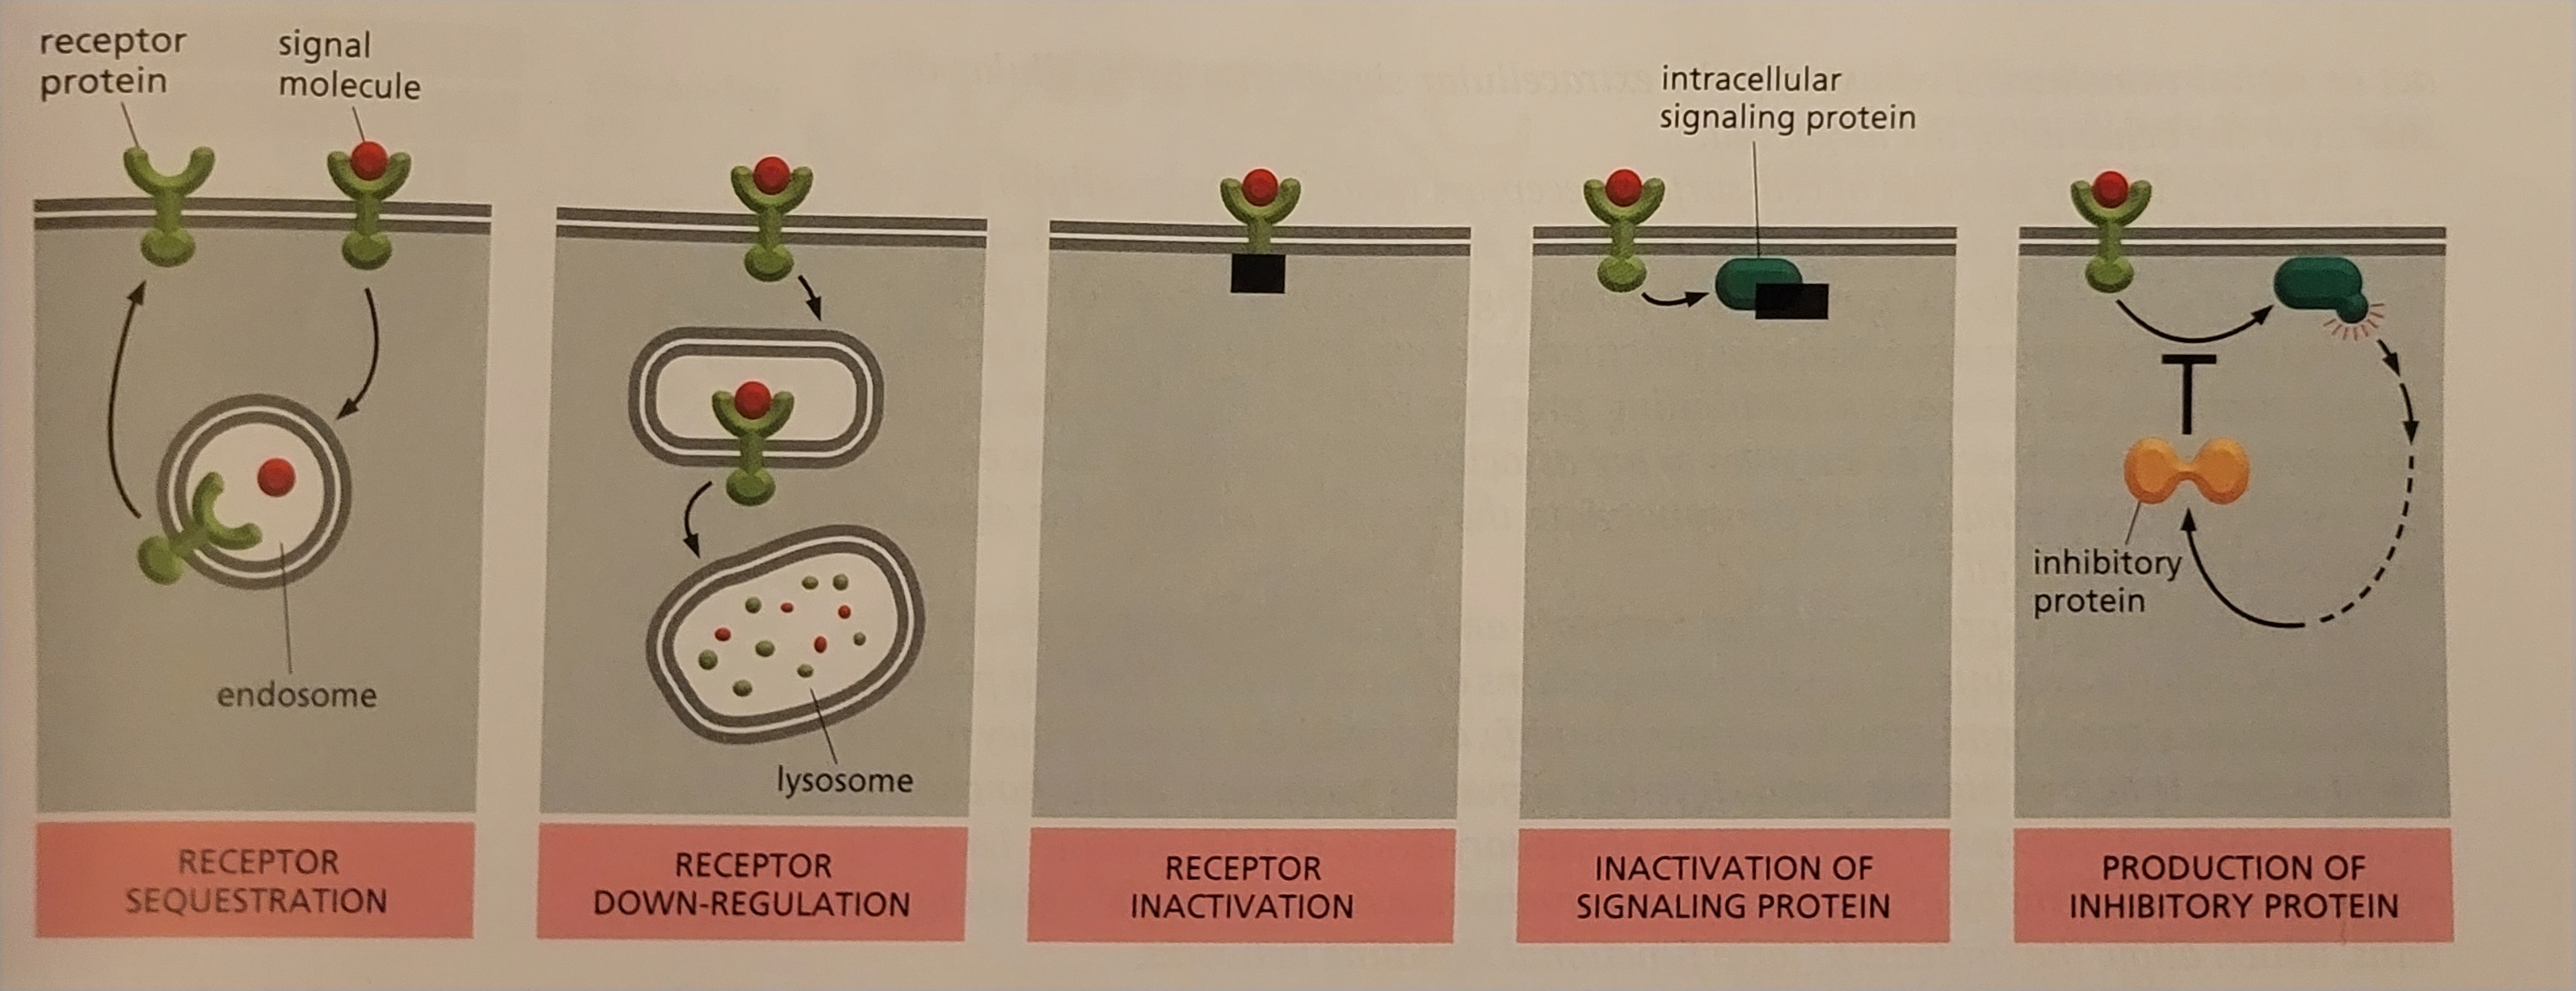 receptor
protein
signal
molecule
endosome
RECEPTOR
SEQUESTRATION
lysosome
RECEPTOR
DOWN-REGULATION
RECEPTOR
INACTIVATION
intracellular
signaling protein
INACTIVATION OF
SIGNALING PROTEIN
inhibitory
protein
PRODUCTION OF
INHIBITORY PROTEIN